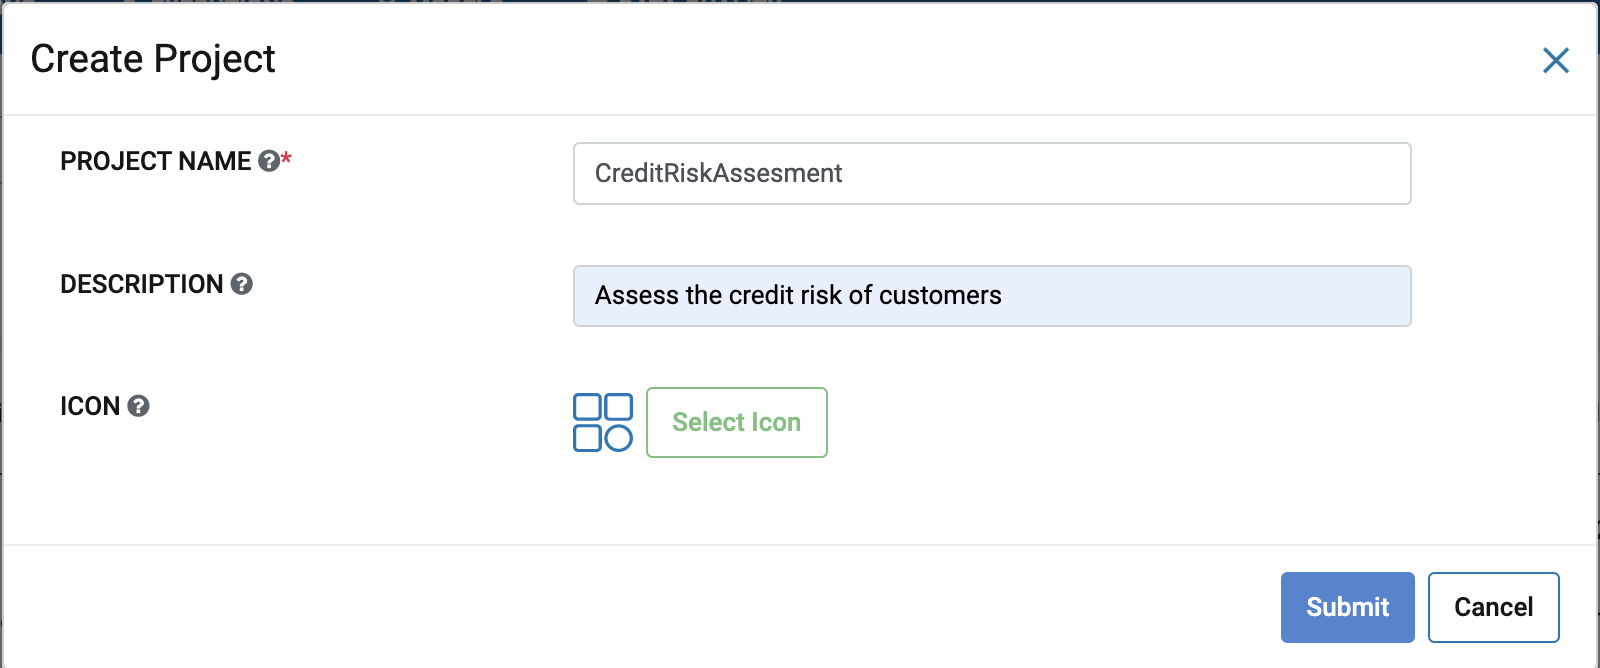 Create Project
PROJECT NAME ?*
CreditRiskAssesment
DESCRIPTION ?
Assess the credit risk of customers
ICON ?
Select Icon
Submit
Cancel